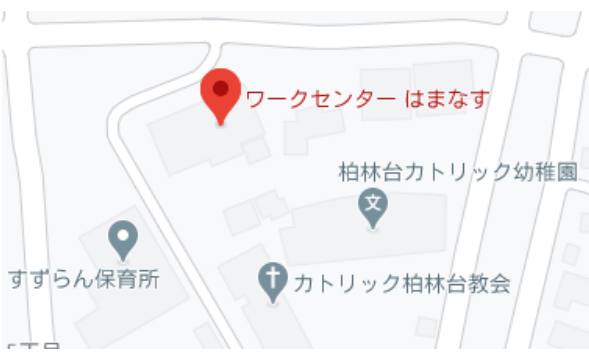 ワークセンター はまなす
柏林台カトリック幼稚園
文
すずらん保育所
カトリック柏林台教会